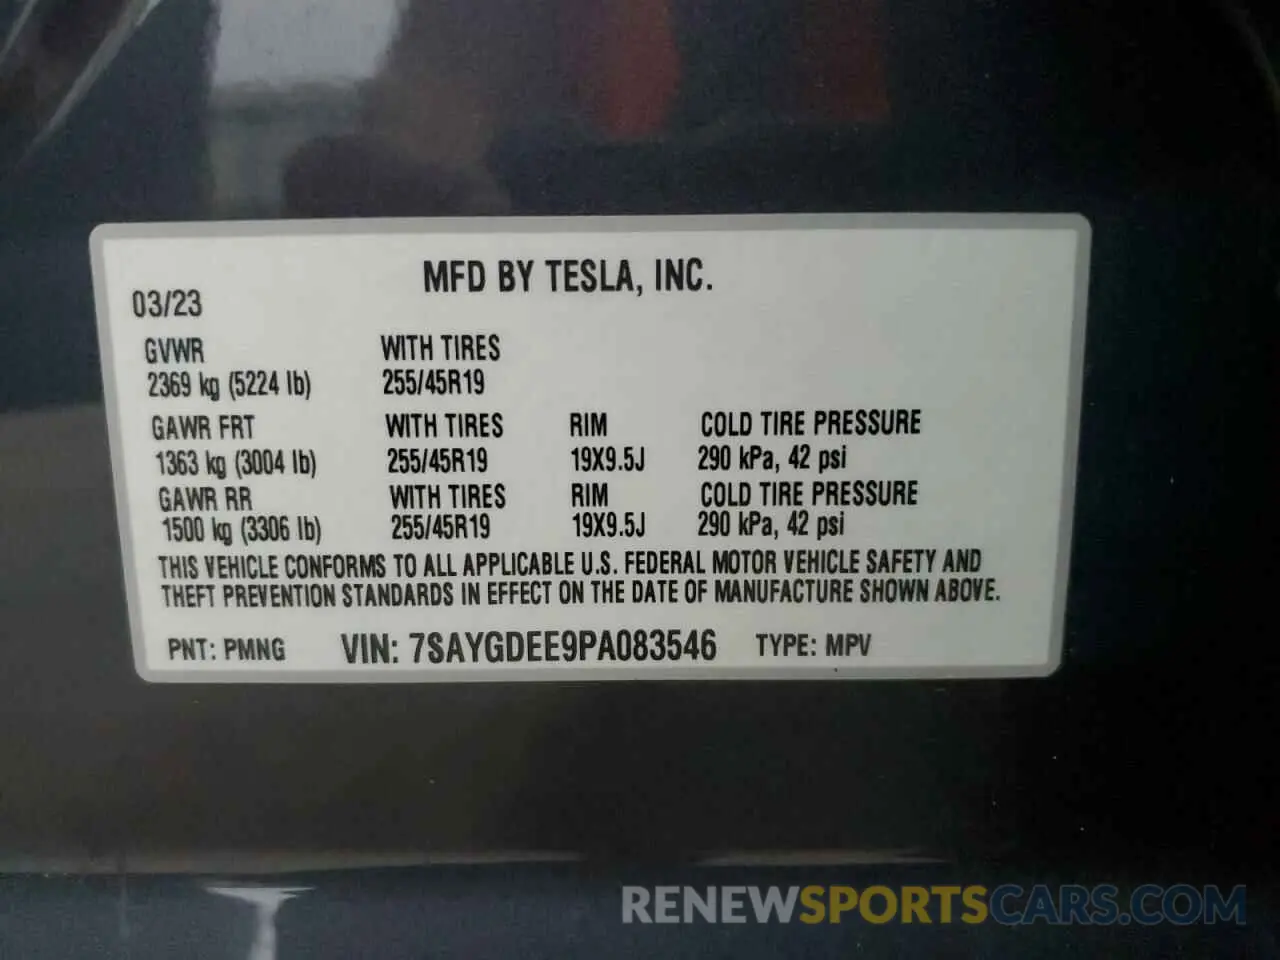 MFD BY TESLA, INC.
03/23
GVWR WITH TIRES
2369 kg (5224 lb) 255/45R19
GAWR FRT WITH TIRES RIM COLD TIRE PRESSURE
1363 kg (3004 lb) 255/45R19 19X9.5J 290 kPa, 42 psi
GAWR RR WITH TIRES RIM COLD TIRE PRESSURE
1500 kg (3306 lb) 255/45R19 19X9.5J 290 kPa, 42 psi
THIS VEHICLE CONFORMS TO ALL APPLICABLE U.S. FEDERAL MOTOR VEHICLE SAFETY AND
THEFT PREVENTION STANDARDS IN EFFECT ON THE DATE OF MANUFACTURE SHOWN ABOVE.
PNT: PMNG VIN: 7SAYGDEE9PA083546 TYPE: MPV
RENEWSPORTSCARS.COM